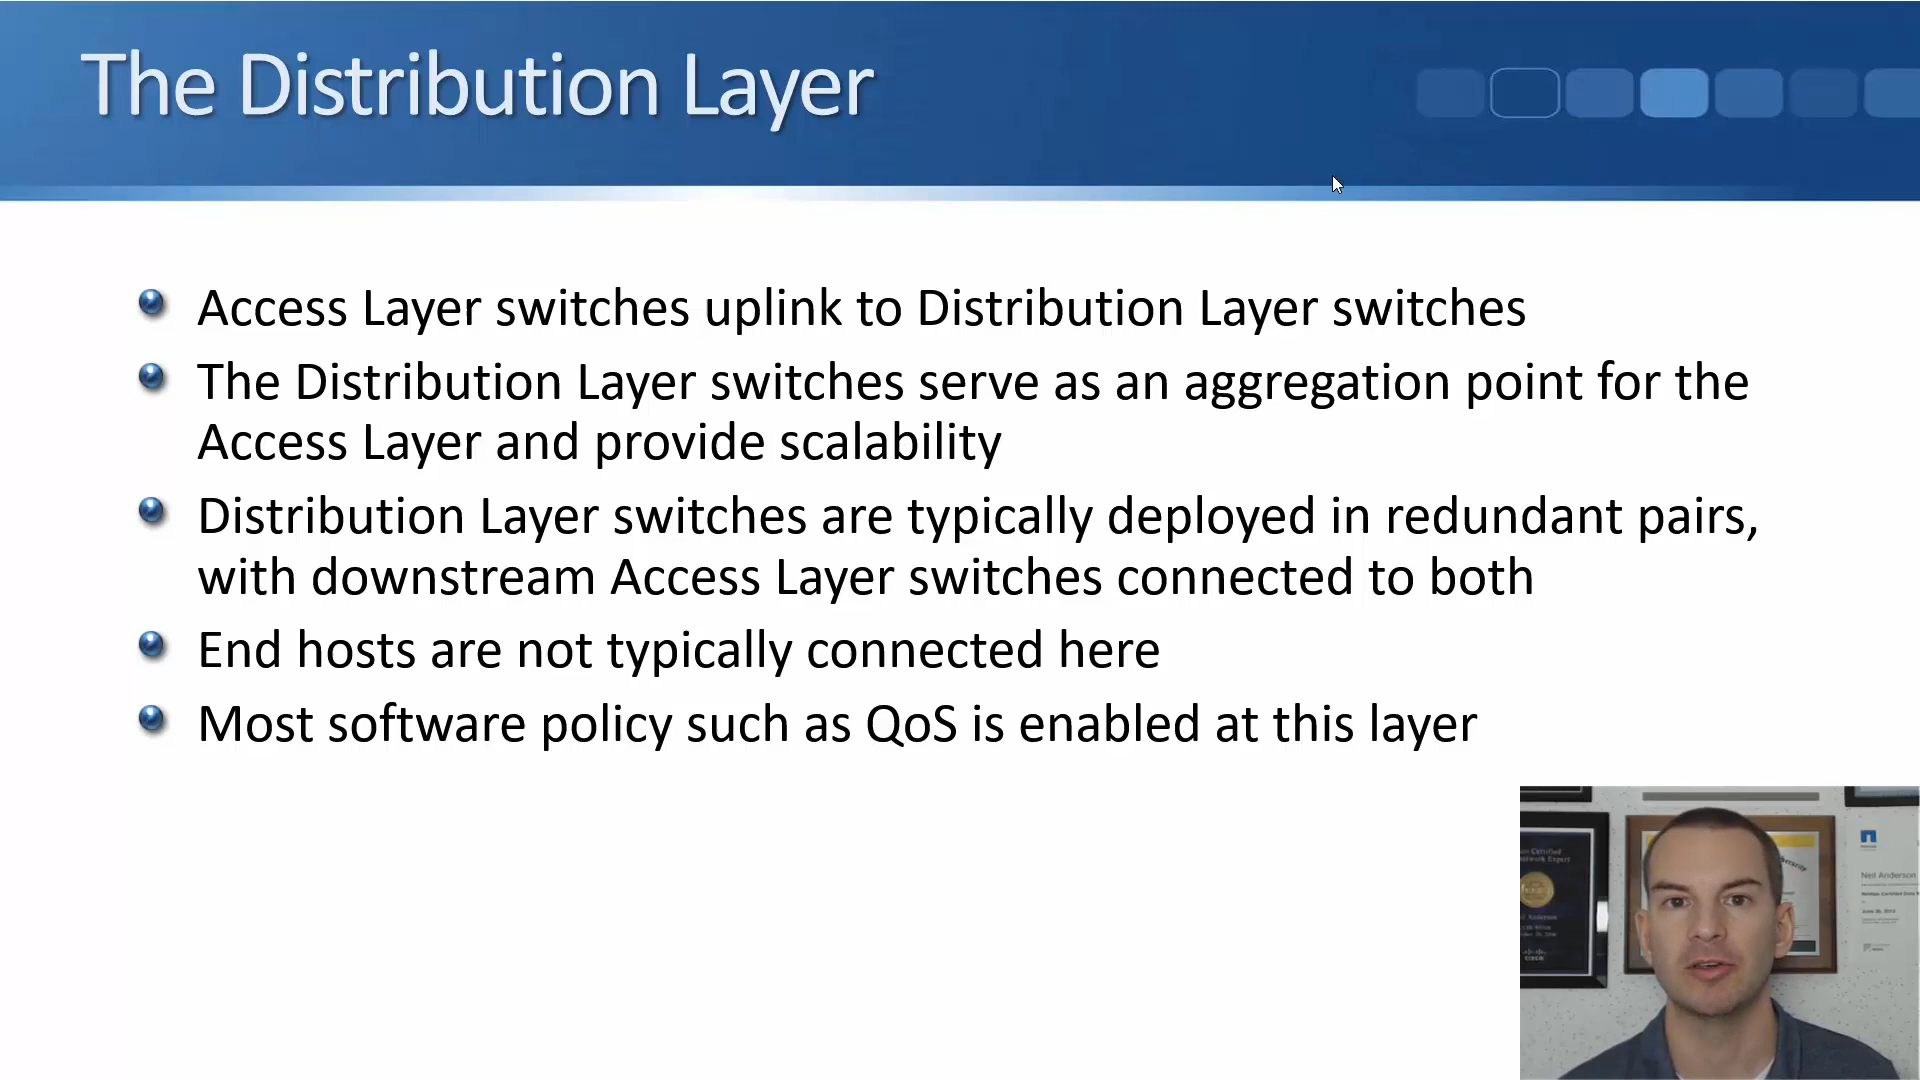 The Distribution Layer
Access Layer switches uplink to Distribution Layer switches
The Distribution Layer switches serve as an aggregation point for the
Access Layer and provide scalability
Distribution Layer switches are typically deployed in redundant pairs,
with downstream Access Layer switches connected to both
End hosts are not typically connected here
Most software policy such as QoS is enabled at this layer
Neil Anderson
CISCO